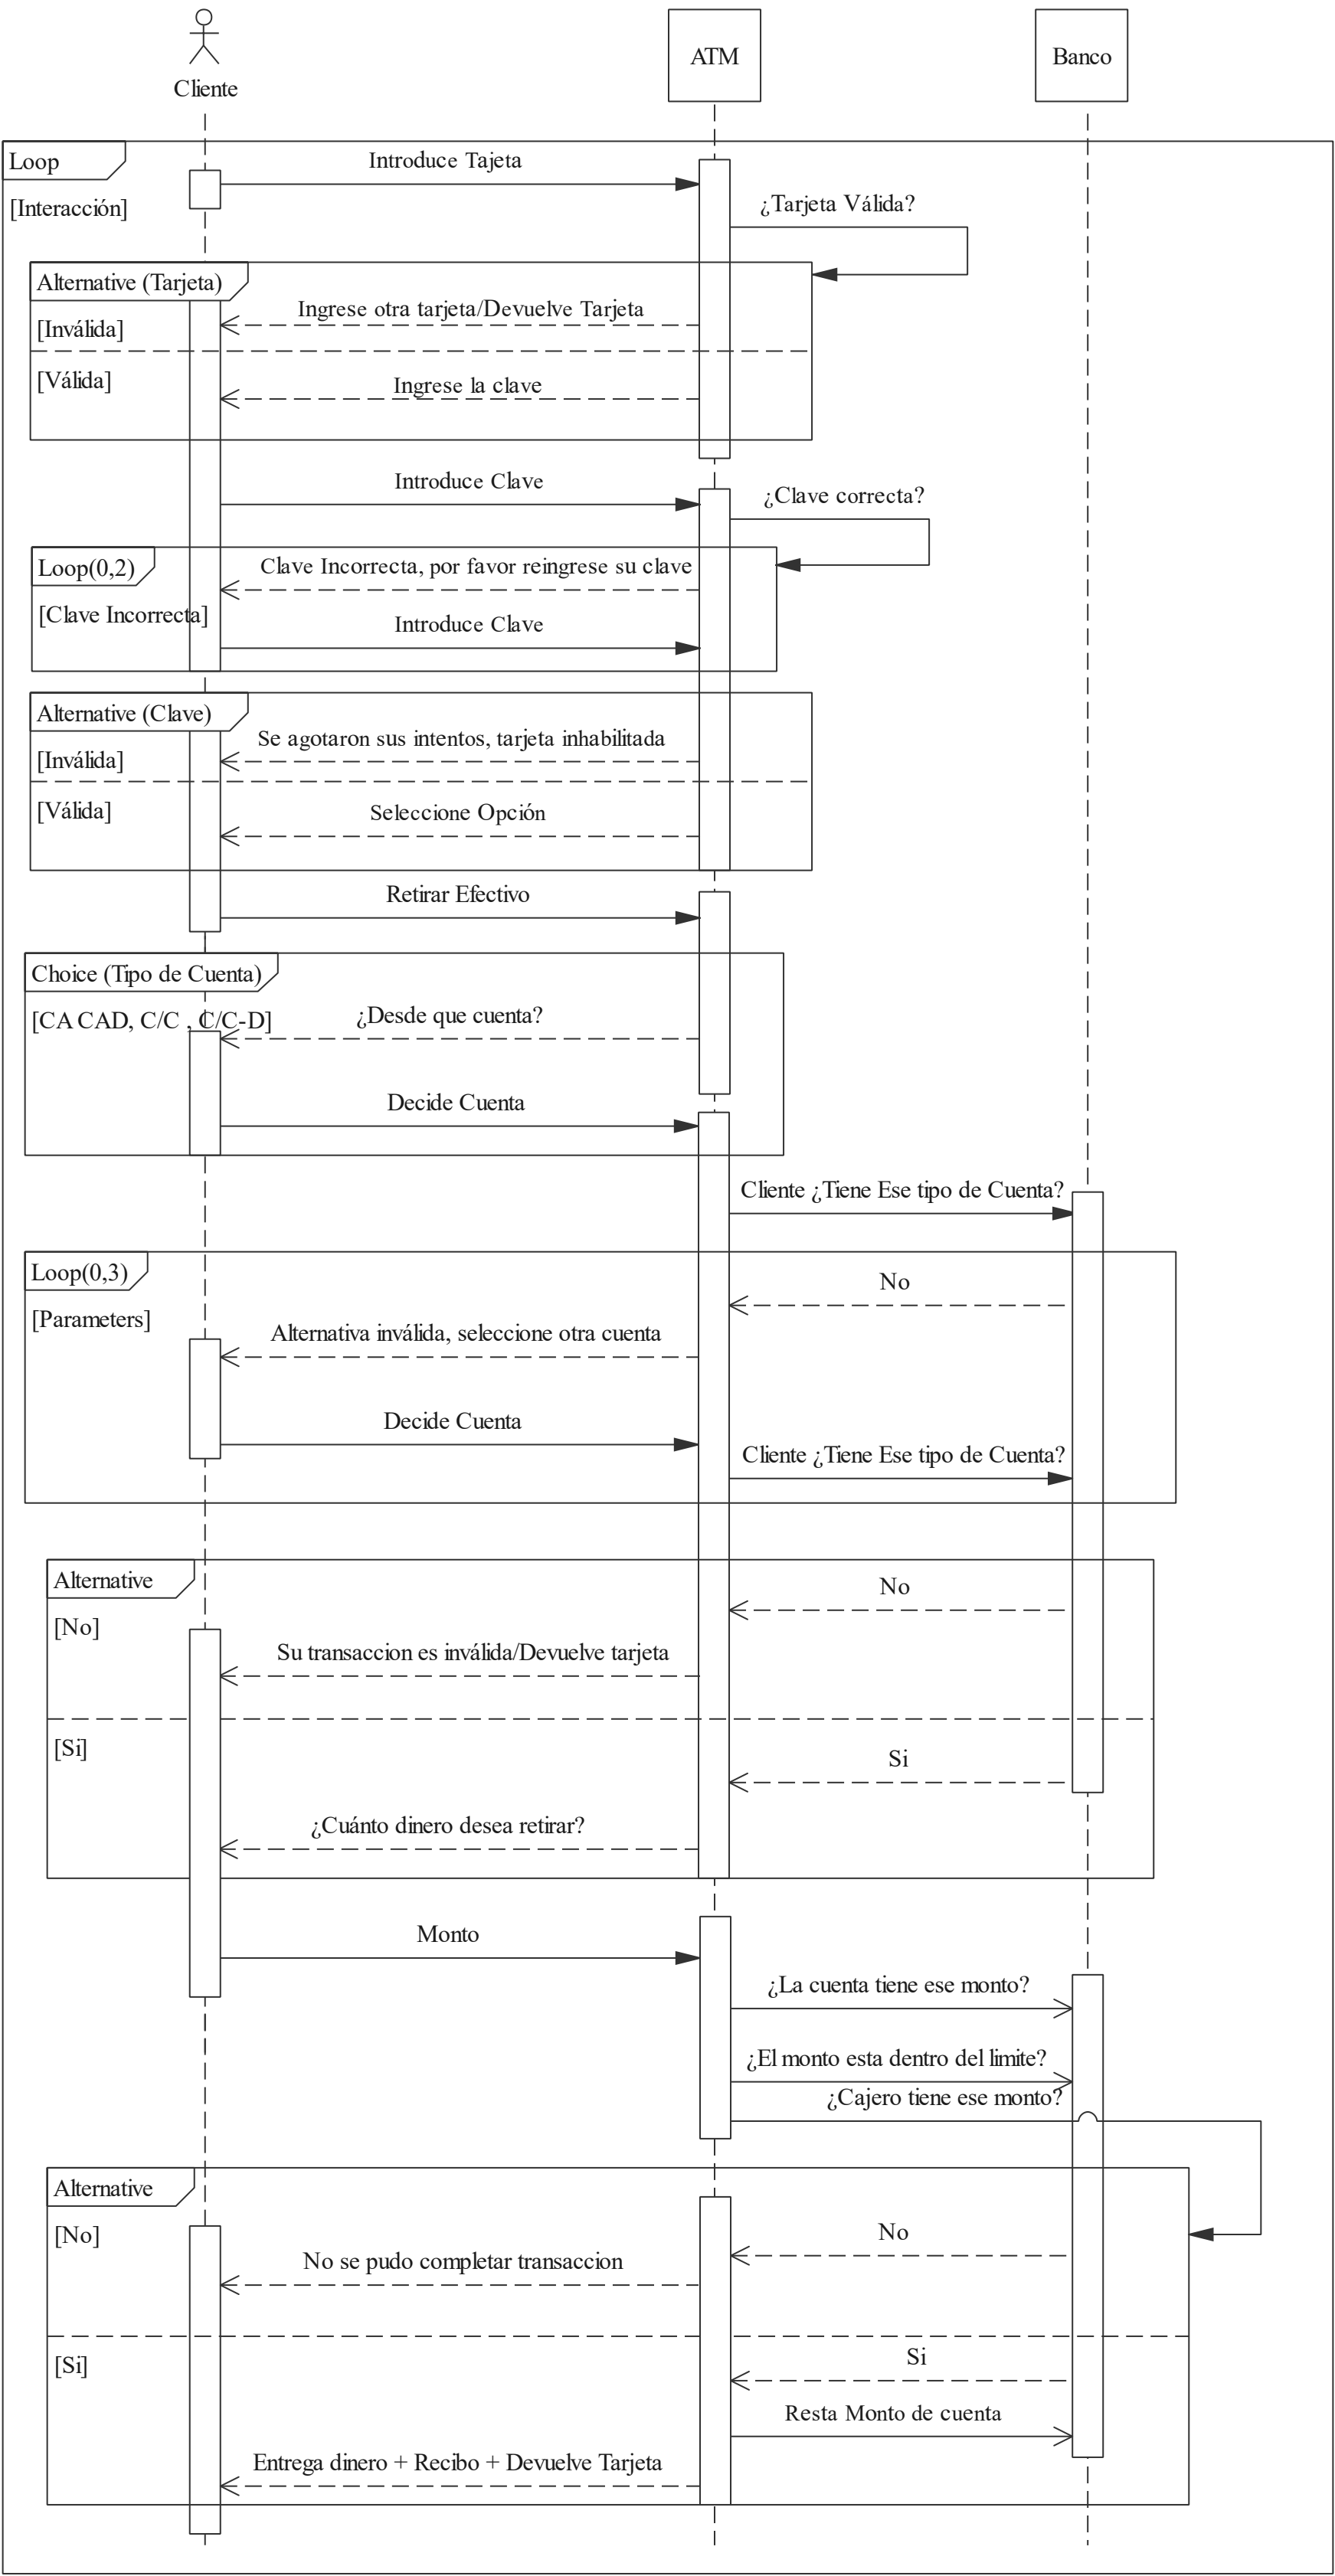 Cliente
ATM
Banco
Loop
Introduce Tajeta
[Interacción]
¿Tarjeta Válida?
Alternative (Tarjeta)
Ingrese otra tarjeta/Devuelve Tarjeta
[Inválida]
[Válida]
Ingrese la clave
Introduce Clave
¿Clave correcta?
Loop(0,2)
Clave Incorrecta, por favor reingrese su clave
[Clave Incorrecta]
Introduce Clave
Alternative (Clave)
Se agotaron sus intentos, tarjeta inhabilitada
[Inválida]
[Válida]
Seleccione Opción
Retirar Efectivo
Choice (Tipo de Cuenta)
[CA CAD, C/C , C/C-D]
¿Desde que cuenta?
Decide Cuenta
Cliente ¿Tiene Ese tipo de Cuenta?
Loop(0,3)
No
[Parameters]
Alternativa inválida, seleccione otra cuenta
Decide Cuenta
Cliente ¿Tiene Ese tipo de Cuenta?
Alternative
No
[No]
Su transaccion es inválida/Devuelve tarjeta
[Si]
Si
¿Cuánto dinero desea retirar?
Monto
¿La cuenta tiene ese monto?
¿El monto esta dentro del limite?
¿Cajero tiene ese monto?
Alternative
[No]
No
No se pudo completar transaccion
[Si]
Si
Resta Monto de cuenta
Entrega dinero + Recibo + Devuelve Tarjeta